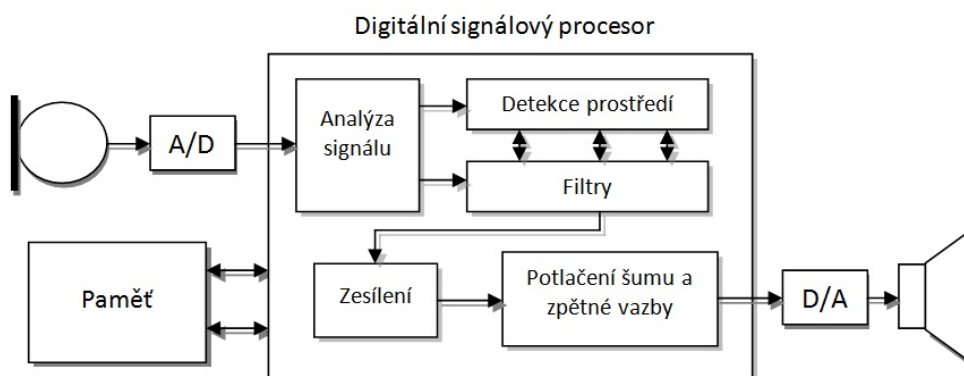 Digitální signálový procesor
A/D
Analýza
signálu
Detekce prostředí
Filtry
Paměť
Zesílení
Potlačení šumu a
zpětné vazby
D/A